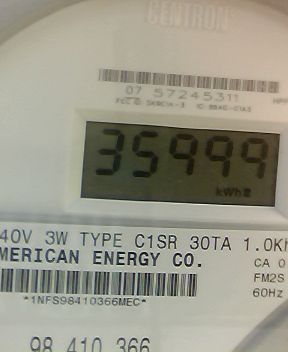 CENTRON
07 57245311
35999
kWh
40V 3W TYPE C1SR 30TA 1.0Kh
MERICAN ENERGY CO.
CA 0
FM2S
*1NFS98410366MEC*
60Hz
98 410 366